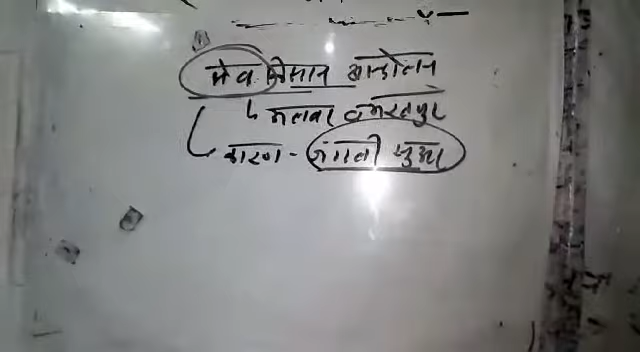 मेव किसान आन्दोलन
अलवर व भरतपुर
कारण - जंगली सुअर